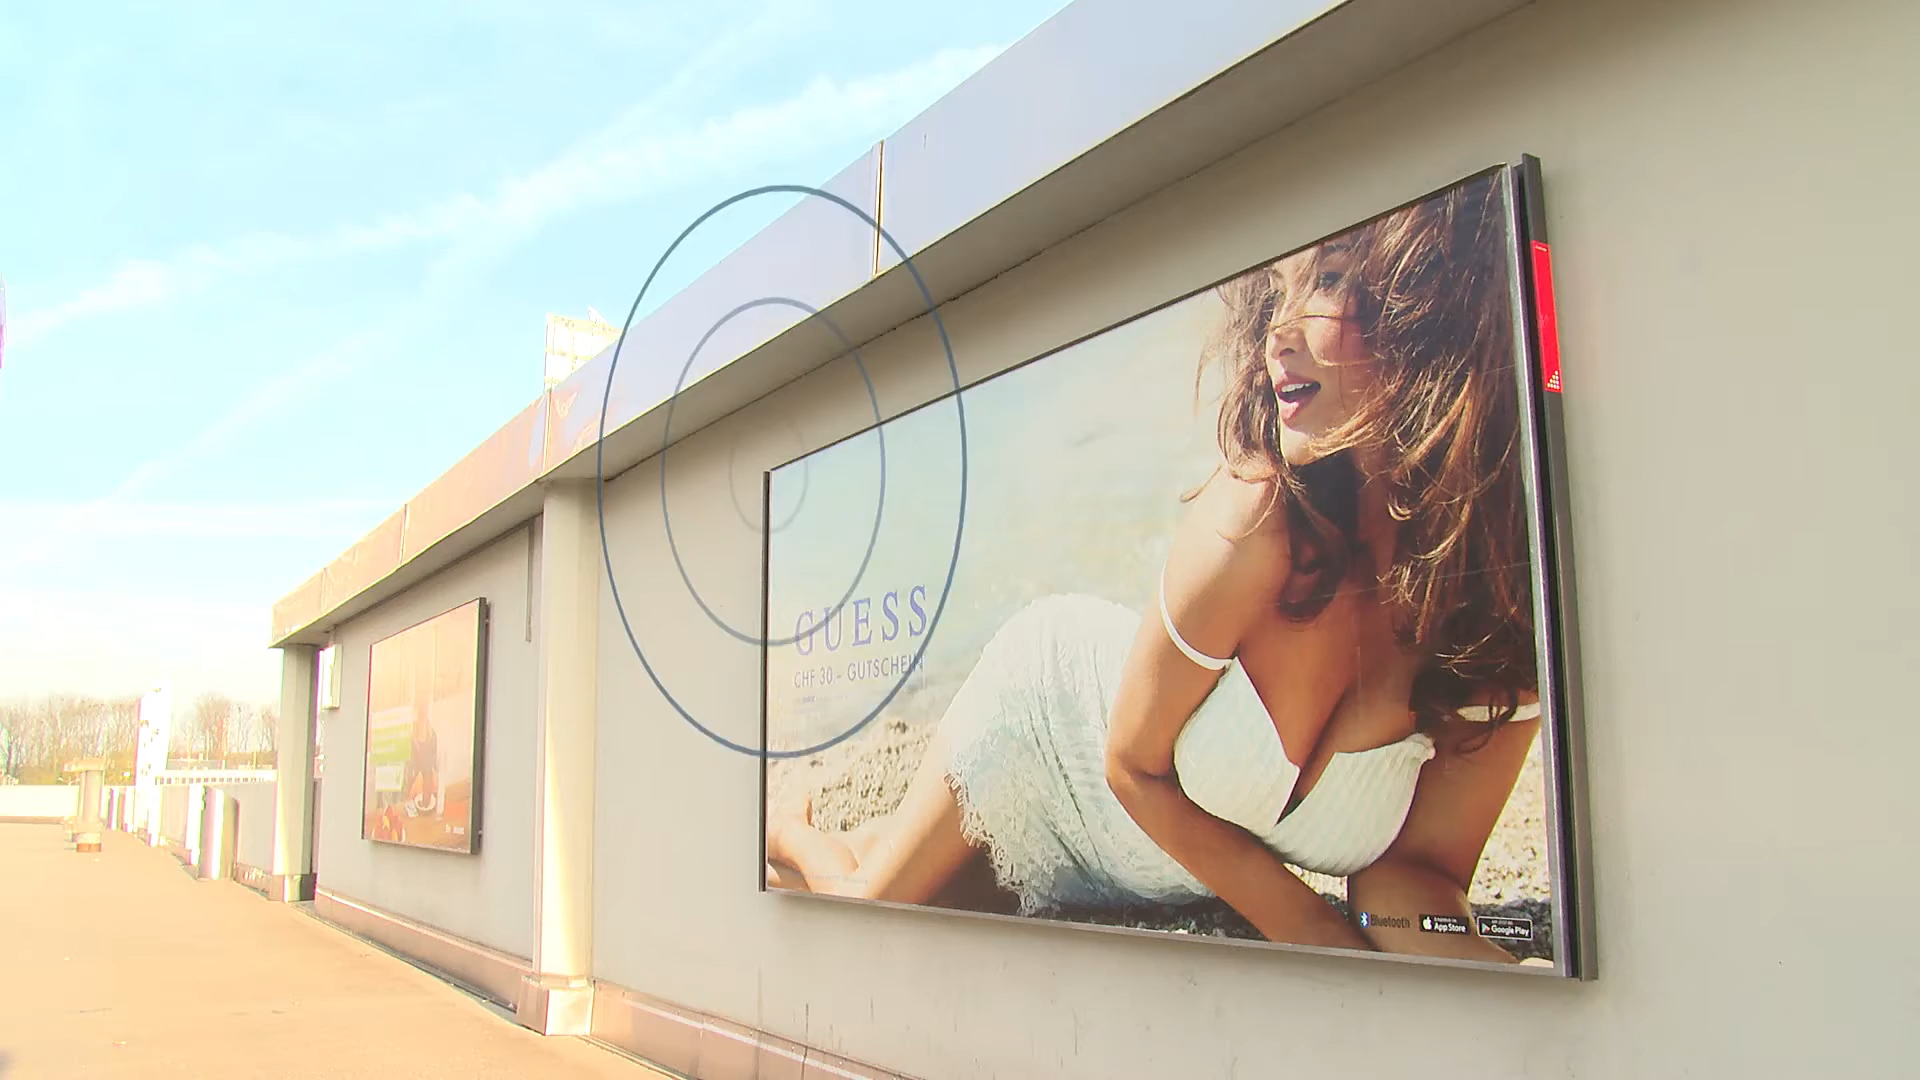 GUESS
CHF 30.– GUTSCHEIN
Bluetooth
App Store
Google Play